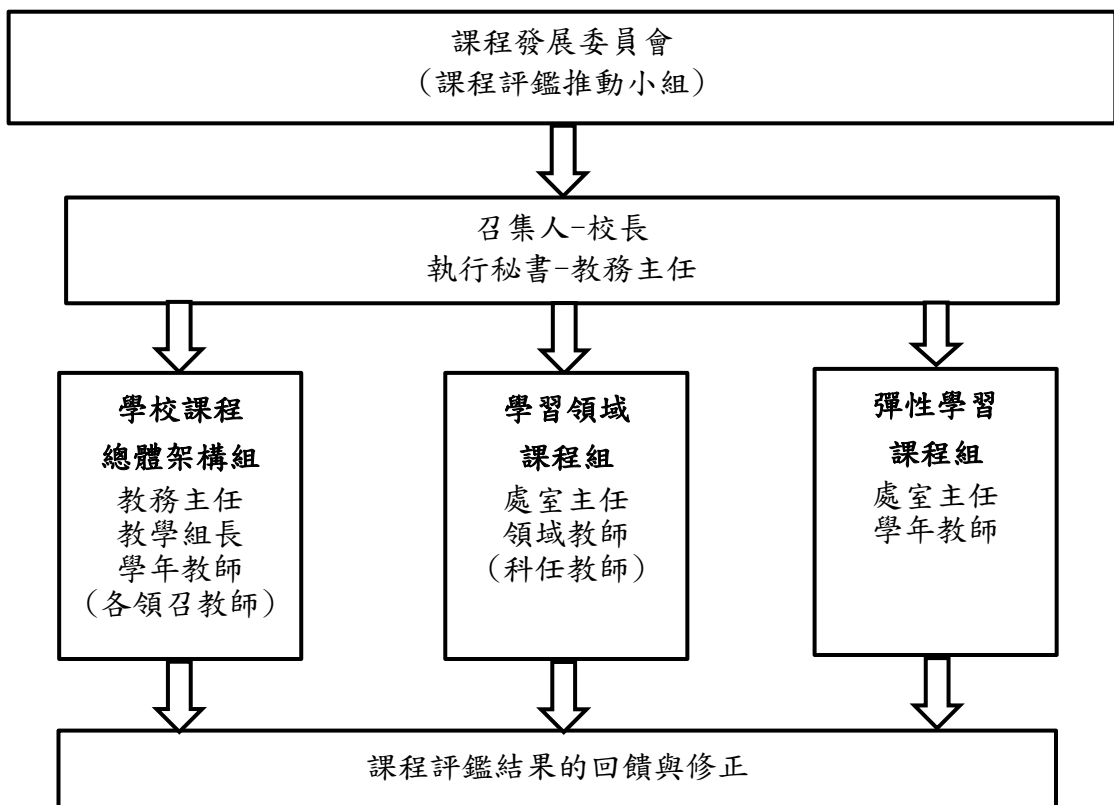 課程發展委員會
(課程評鑑推動小組)
召集人-校長
執行秘書-教務主任
學校課程
總體架構組
教務主任
教學組長
學年教師
(各領召教師)
學習領域
課程組
處室主任
領域教師
(科任教師)
彈性學習
課程組
處室主任
學年教師
課程評鑑結果的回饋與修正